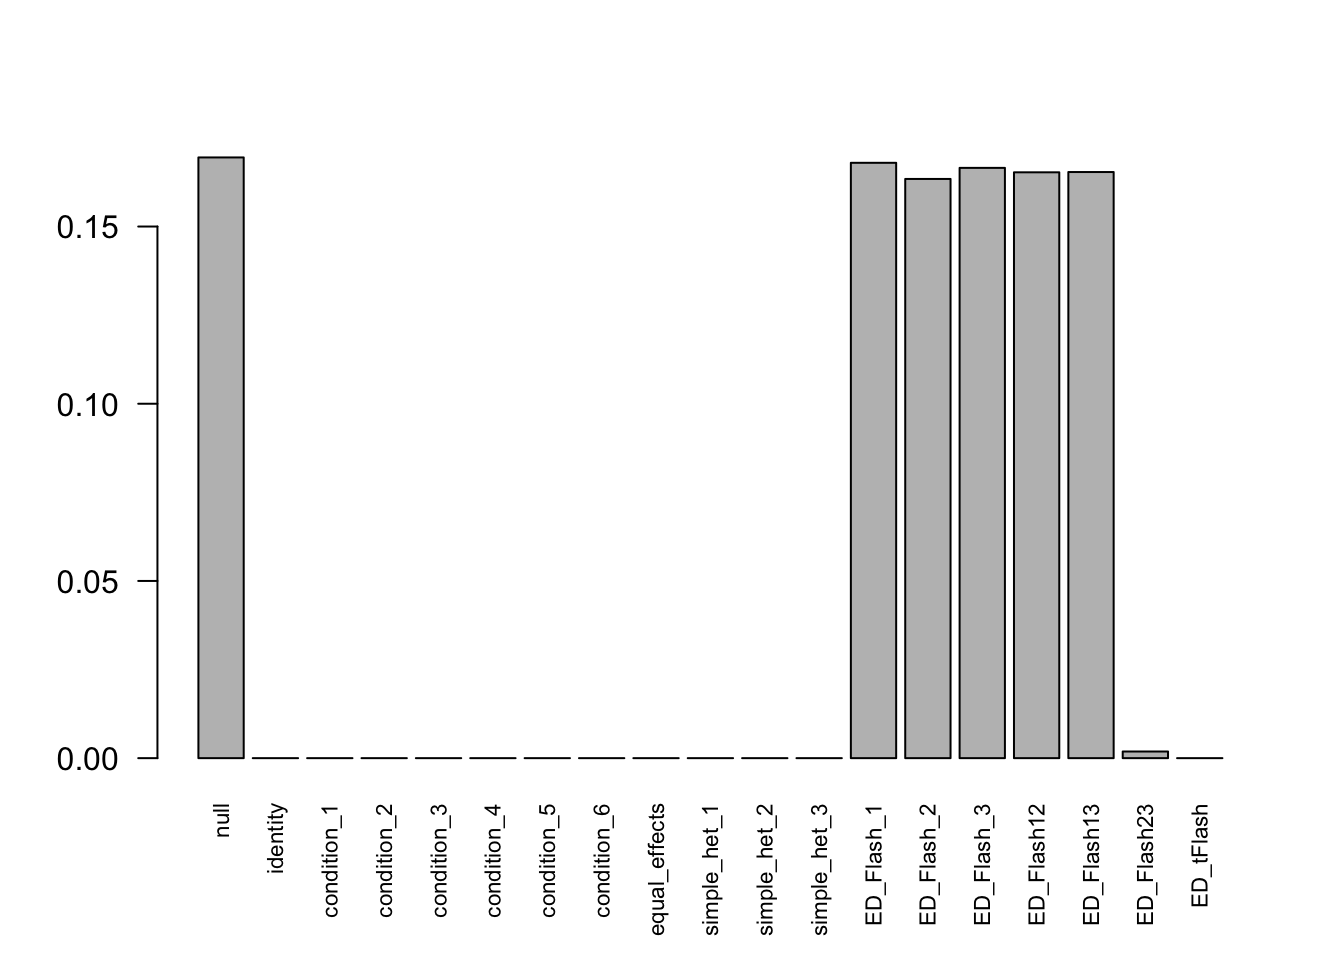 0.15
0.10
0.05
0.00
null
identity
condition_1
condition_2
condition_3
condition_4
condition_5
condition_6
equal_effects
simple_het_1
simple_het_2
simple_het_3
ED_Flash_1
ED_Flash_2
ED_Flash_3
ED_Flash12
ED_Flash13
ED_Flash23
ED_tFlash